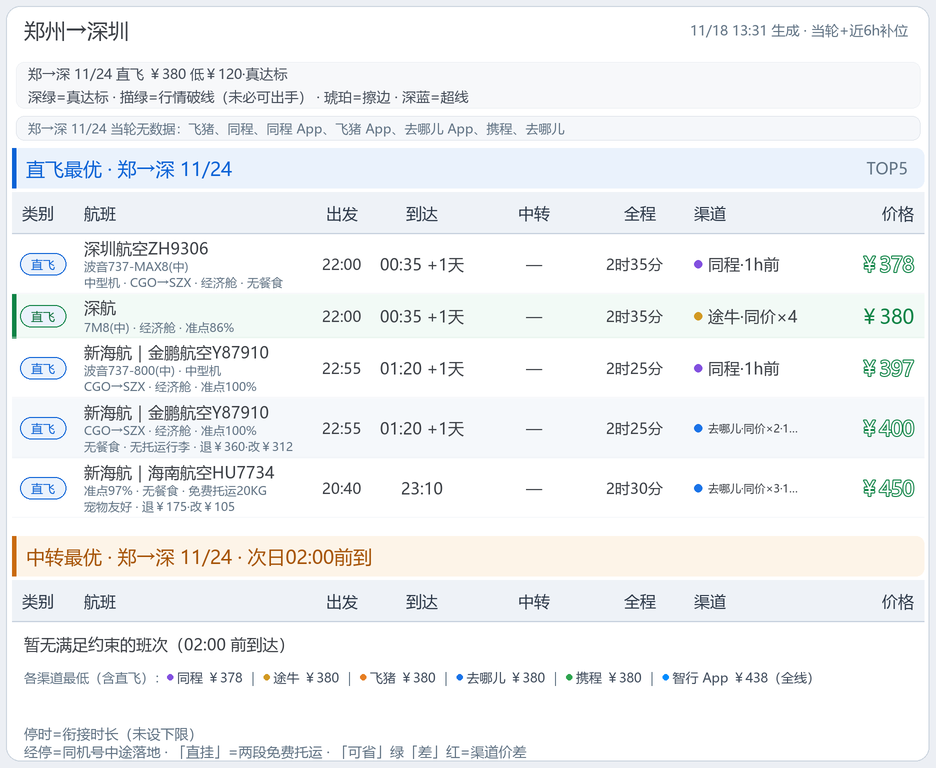 郑州→深圳
11/18 13:31 生成 · 当轮+近6h补位
郑→深 11/24 直飞 ¥380 低¥120·真达标
深绿=真达标 · 描绿=行情破线（未必可出手） · 琥珀=擦边 · 深蓝=超线
郑→深 11/24 当轮无数据：飞猪、同程、同程 App、飞猪 App、去哪儿 App、携程、去哪儿
直飞最优 · 郑→深 11/24 TOP5
类别 航班 出发 到达 中转 全程 渠道 价格
深圳航空ZH9306
波音737-MAX8(中)
直飞 22:00 00:35 +1天 — 2时35分 同程·1h前 ¥378
中型机 · CGO→SZX · 经济舱 · 无餐食
深航
直飞 22:00 00:35 +1天 — 2时35分 途牛·同价×4 ¥380
7M8(中) · 经济舱 · 准点86%
新海航｜金鹏航空Y87910
波音737-800(中) · 中型机
直飞 22:55 01:20 +1天 — 2时25分 同程·1h前 ¥397
CGO→SZX · 经济舱 · 准点100%
新海航｜金鹏航空Y87910
CGO→SZX · 经济舱 · 准点100%
直飞 22:55 01:20 +1天 — 2时25分 去哪儿·同价×2·1... ¥400
无餐食 · 无托运行李 · 退¥360·改¥312
新海航｜海南航空HU7734
准点97% · 无餐食 · 免费托运20KG
直飞 20:40 23:10 — 2时30分 去哪儿·同价×3·1... ¥450
宠物友好 · 退¥175·改¥105
中转最优 · 郑→深 11/24 · 次日02:00前到
类别 航班 出发 到达 中转 全程 渠道 价格
暂无满足约束的班次（02:00 前到达）
各渠道最低（含直飞）: 同程 ¥378 | 途牛 ¥380 | 飞猪 ¥380 | 去哪儿 ¥380 | 携程 ¥380 | 智行 App ¥438（全线）
停时=衔接时长（未设下限）
经停=同机号中途落地 · 「直挂」=两段免费托运 · 「可省」绿「差」红=渠道价差